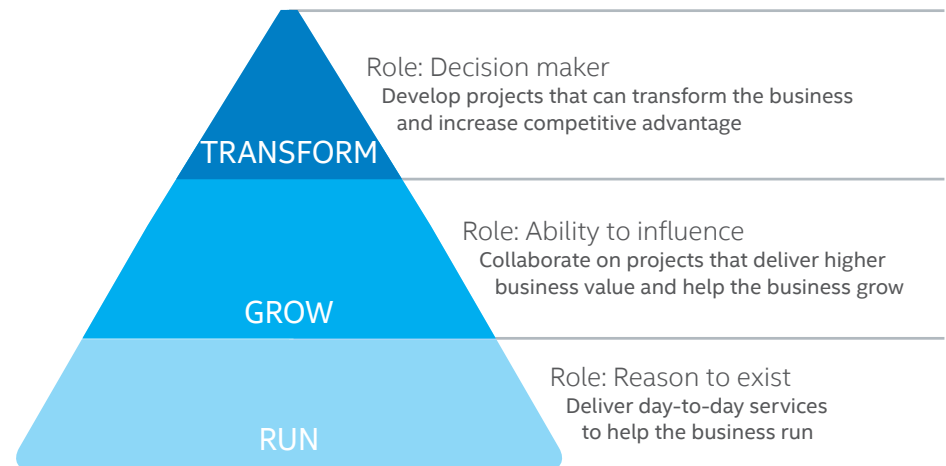 Role: Decision maker
Develop projects that can transform the business
and increase competitive advantage
TRANSFORM
Role: Ability to influence
Collaborate on projects that deliver higher
business value and help the business grow
GROW
Role: Reason to exist
Deliver day-to-day services
to help the business run
RUN